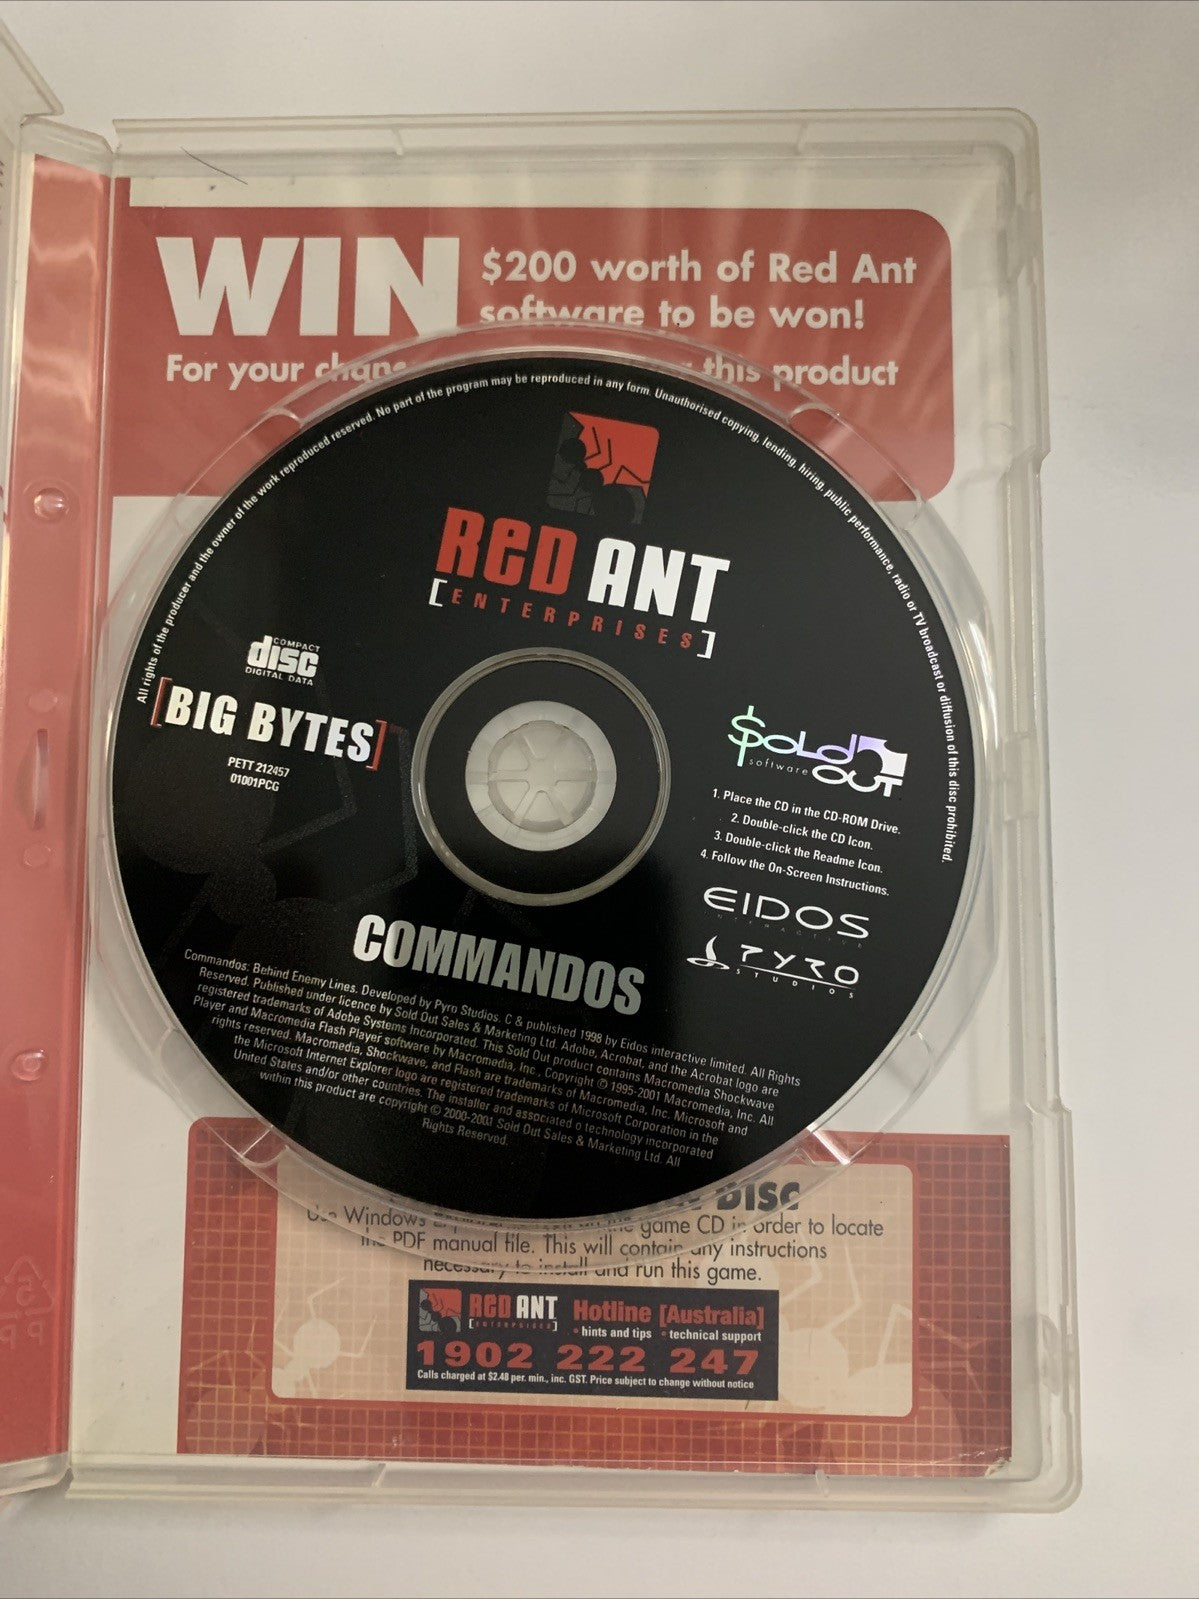 WIN
$200 worth of Red Ant
software to be won!
For your chance this product
All rights of the producer and the owner of the work reproduced reserved. No part of the program may be reproduced in any form. Unauthorised copying, lending, hiring, public performance, radio or TV broadcast or diffusion of this disc prohibited.
RED ANT
[ENTERPRISES]
COMPACT
disc
DIGITAL DATA
[BIG BYTES]
PETT 212457
01001PCG
$old
software OUT
1. Place the CD in the CD-ROM Drive.
2. Double-click the CD Icon.
3. Double-click the Readme Icon.
4. Follow the On-Screen Instructions.
EIDOS
INTERACTIVE
PYRO
STUDIOS
COMMANDOS
Commandos: Behind Enemy Lines. Developed by Pyro Studios. C & published 1998 by Eidos interactive limited. All Rights
Reserved. Published under licence by Sold Out Sales & Marketing Ltd. Adobe, Acrobat, and the Acrobat logo are
registered trademarks of Adobe Systems Incorporated. This Sold Out product contains Macromedia Shockwave
Player and Macromedia Flash Player software by Macromedia, Inc., Copyright © 1995-2001 Macromedia, Inc. All
rights reserved. Macromedia, Shockwave, and Flash are trademarks of Macromedia, Inc. Microsoft and
the Microsoft Internet Explorer logo are registered trademarks of Microsoft Corporation in the
United States and/or other countries. The installer and associated o technology incorporated
within this product are copyright © 2000-2001 Sold Out Sales & Marketing Ltd. All
Rights Reserved.
DISC
Use Windows the game CD in order to locate
the PDF manual file. This will contain any instructions
necessary to install and run this game.
RED ANT
[ENTERPRISES]
Hotline [Australia]
• hints and tips • technical support
1902 222 247
Calls charged at $2.48 per. min., inc. GST. Price subject to change without notice